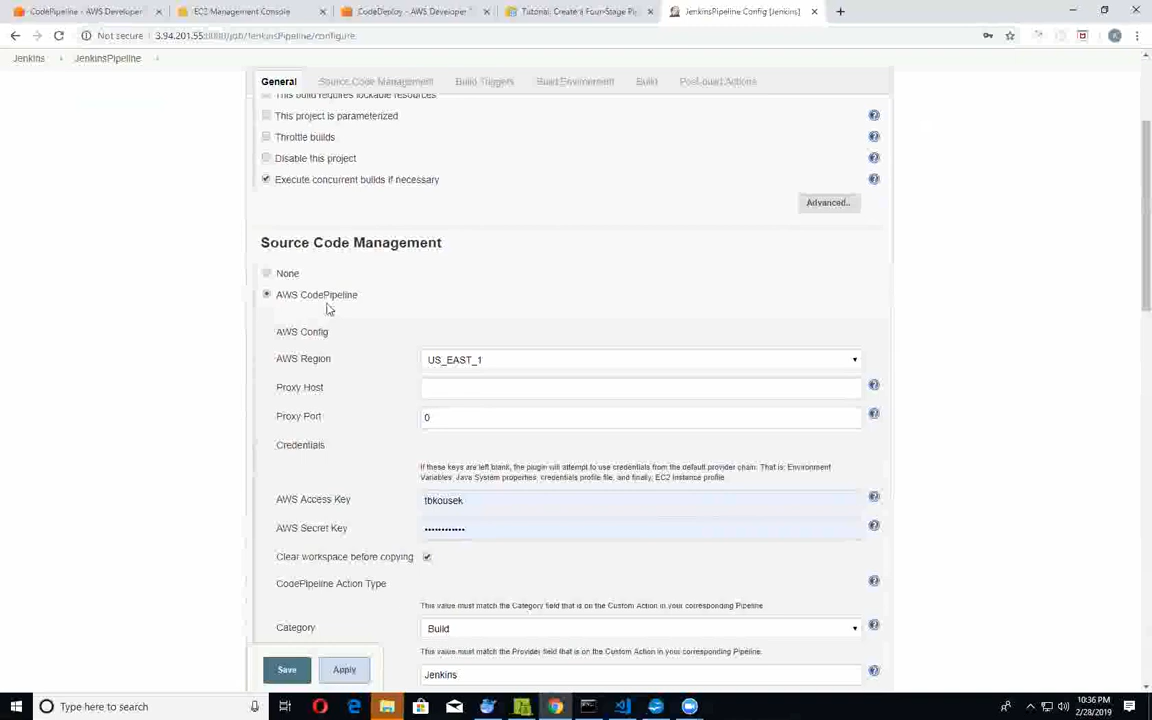 CodePipeline - AWS Developer
EC2 Management Console
CodeDeploy - AWS Developer
Tutorial: Create a Four-Stage Pi
JenkinsPipeline Config [Jenkins]
Not secure
3.94.201.55:8080/job/JenkinsPipeline/configure
Jenkins
JenkinsPipeline
General
Source Code Management
Build Triggers
Build Environment
Build
Post-build Actions
This build requires lockable resources
This project is parameterized
Throttle builds
Disable this project
Execute concurrent builds if necessary
Advanced..
Source Code Management
None
AWS CodePipeline
AWS Config
AWS Region
US_EAST_1
Proxy Host
Proxy Port
0
Credentials
If these keys are left blank, the plugin will attempt to use credentials from the default provider chain. That is: Environment
Variables, Java System properties, credentials profile file, and finally, EC2 Instance profile
AWS Access Key
tbkousek
AWS Secret Key
••••••••••••
Clear workspace before copying
CodePipeline Action Type
This value must match the Category field that is on the Custom Action in your corresponding Pipeline
Category
Build
This value must match the Provider field that is on the Custom Action in your corresponding Pipeline.
Jenkins
Save
Apply
Type here to search
10:36 PM
2/28/2019